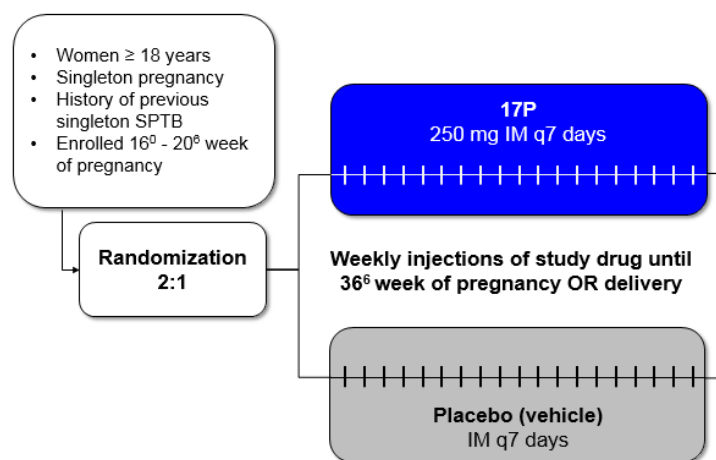 • Women ≥ 18 years
• Singleton pregnancy
• History of previous
singleton SPTB
• Enrolled 16⁰ - 20⁶ week
of pregnancy
Randomization
2:1
17P
250 mg IM q7 days
Weekly injections of study drug until
36⁶ week of pregnancy OR delivery
Placebo (vehicle)
IM q7 days